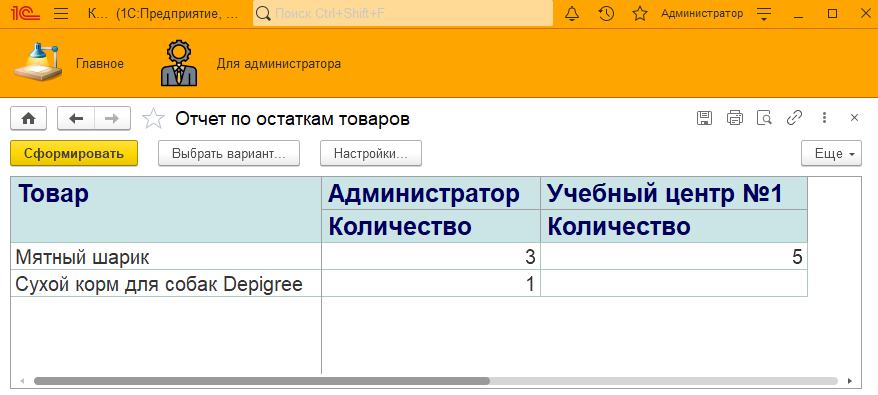 1С К... (1С:Предприятие, ... Поиск Ctrl+Shift+F Администратор
Главное Для администратора
Отчет по остаткам товаров
Сформировать Выбрать вариант... Настройки... Еще
Товар Администратор Учебный центр №1
Количество Количество
Мятный шарик 3 5
Сухой корм для собак Depigree 1